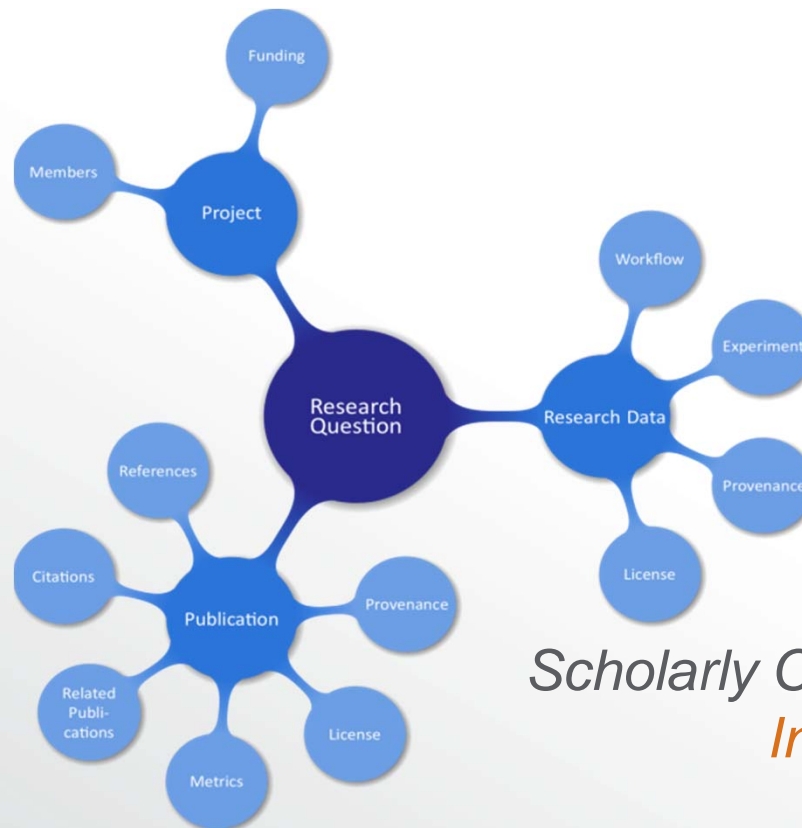 Funding
Members
Project
Workflow
Experiment
Research
Question
Research Data
References
Provenance
Citations
Provenance
License
Publication
Related
Publi-
cations
License
Metrics
Scholarly